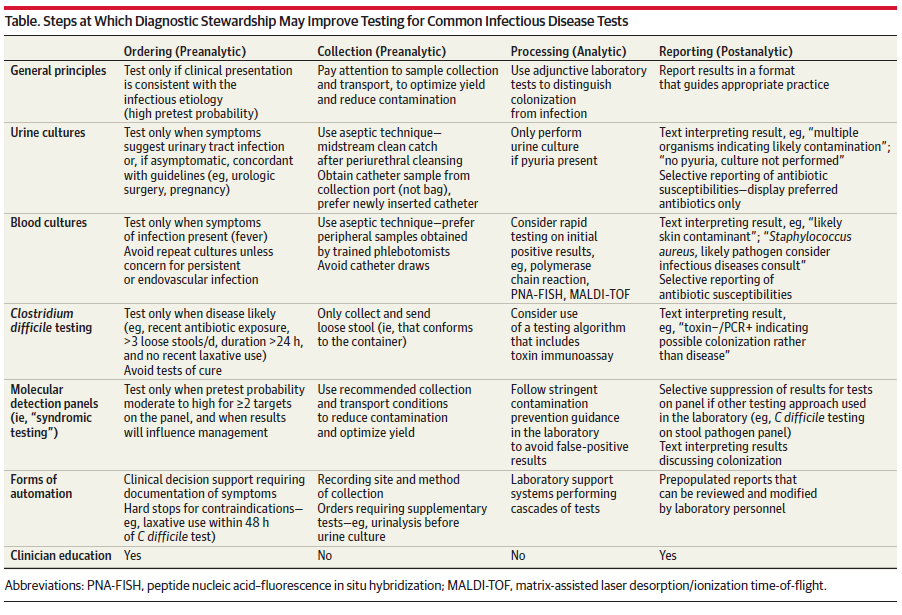 Table. Steps at Which Diagnostic Stewardship May Improve Testing for Common Infectious Disease Tests
Ordering (Preanalytic)
Collection (Preanalytic)
Processing (Analytic)
Reporting (Postanalytic)
General principles
Test only if clinical presentation
is consistent with the
infectious etiology
(high pretest probability)
Pay attention to sample collection
and transport, to optimize yield
and reduce contamination
Use adjunctive laboratory
tests to distinguish
colonization
from infection
Report results in a format
that guides appropriate practice
Urine cultures
Test only when symptoms
suggest urinary tract infection
or, if asymptomatic, concordant
with guidelines (eg, urologic
surgery, pregnancy)
Use aseptic technique—
midstream clean catch
after periurethral cleansing
Obtain catheter sample from
collection port (not bag),
prefer newly inserted catheter
Only perform
urine culture
if pyuria present
Text interpreting result, eg, “multiple
organisms indicating likely contamination”;
“no pyuria, culture not performed”
Selective reporting of antibiotic
susceptibilities—display preferred
antibiotics only
Blood cultures
Test only when symptoms
of infection present (fever)
Avoid repeat cultures unless
concern for persistent
or endovascular infection
Use aseptic technique—prefer
peripheral samples obtained
by trained phlebotomists
Avoid catheter draws
Consider rapid
testing on initial
positive results,
eg, polymerase
chain reaction,
PNA-FISH, MALDI-TOF
Text interpreting result, eg, “likely
skin contaminant”; “Staphylococcus
aureus, likely pathogen consider
infectious diseases consult”
Selective reporting of
antibiotic susceptibilities
Clostridium
difficile testing
Test only when disease likely
(eg, recent antibiotic exposure,
>3 loose stools/d, duration >24 h,
and no recent laxative use)
Avoid tests of cure
Only collect and send
loose stool (ie, that conforms
to the container)
Consider use
of a testing algorithm
that includes
toxin immunoassay
Text interpreting result,
eg, “toxin−/PCR+ indicating
possible colonization rather
than disease”
Molecular
detection panels
(ie, “syndromic
testing”)
Test only when pretest probability
moderate to high for ≥2 targets
on the panel, and when results
will influence management
Use recommended collection
and transport conditions
to reduce contamination
and optimize yield
Follow stringent
contamination
prevention guidance
in the laboratory
to avoid false-positive
results
Selective suppression of results for tests
on panel if other testing approach used
in the laboratory (eg, C difficile testing
on stool pathogen panel)
Text interpreting results
discussing colonization
Forms of
automation
Clinical decision support requiring
documentation of symptoms
Hard stops for contraindications—
eg, laxative use within 48 h
of C difficile test)
Recording site and method
of collection
Orders requiring supplementary
tests—eg, urinalysis before
urine culture
Laboratory support
systems performing
cascades of tests
Prepopulated reports that
can be reviewed and modified
by laboratory personnel
Clinician education
Yes
No
No
Yes
Abbreviations: PNA-FISH, peptide nucleic acid–fluorescence in situ hybridization; MALDI-TOF, matrix-assisted laser desorption/ionization time-of-flight.